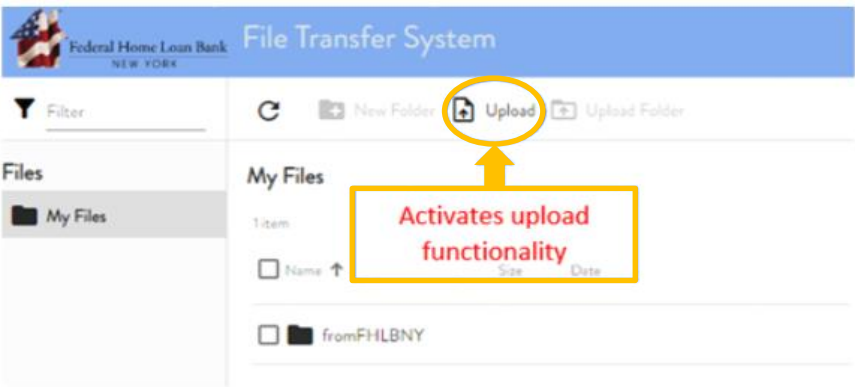 Federal Home Loan Bank
NEW YORK
File Transfer System
Filter
New Folder
Upload
Upload Folder
Files
My Files
My Files
1 item
Activates upload
functionality
Name
Size
Date
fromFHLBNY